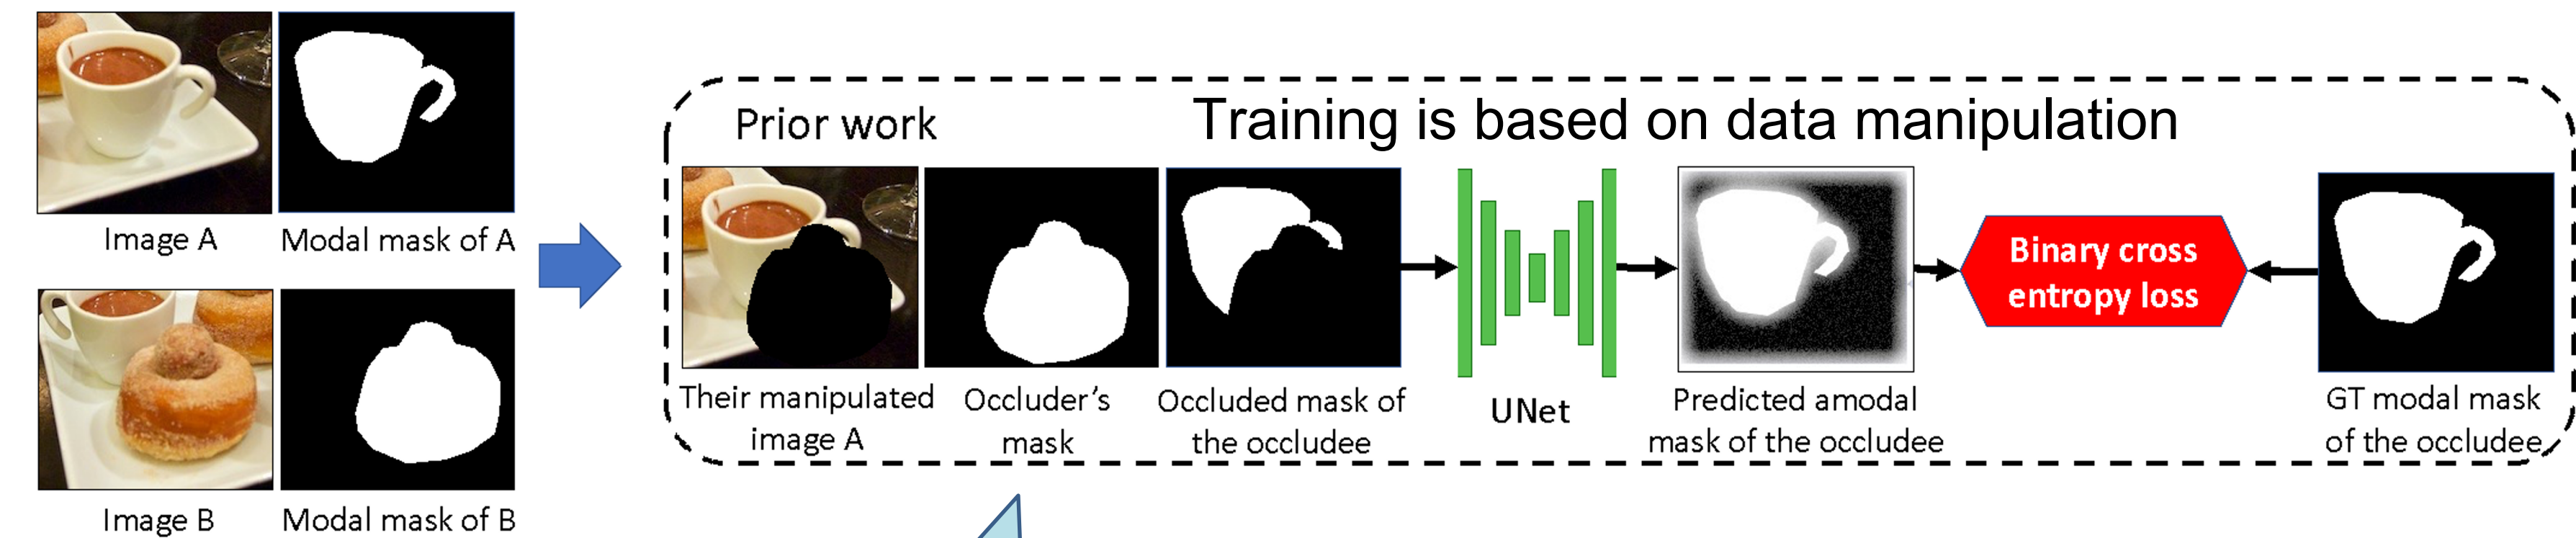 Image A
Modal mask of A
Image B
Modal mask of B
Prior work
Training is based on data manipulation
Their manipulated
image A
Occluder’s
mask
Occluded mask of
the occludee
UNet
Predicted amodal
mask of the occludee
Binary cross
entropy loss
GT modal mask
of the occludee